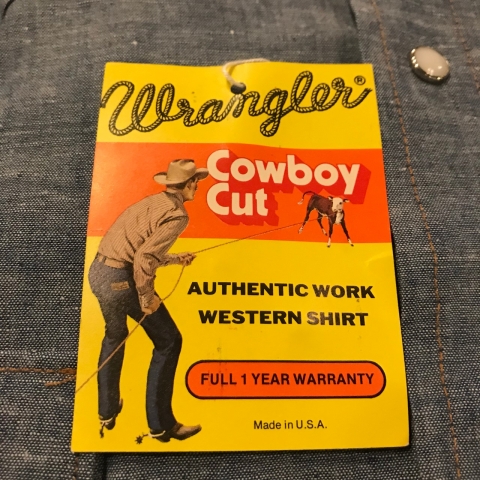 Wrangler®
Cowboy
Cut
AUTHENTIC WORK
WESTERN SHIRT
FULL 1 YEAR WARRANTY
Made in U.S.A.